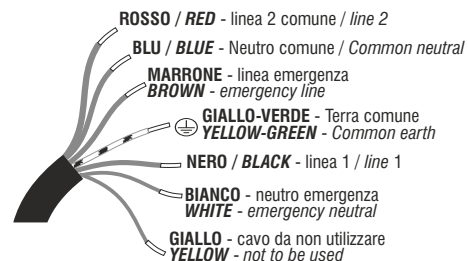 ROSSO / RED - linea 2 comune / line 2
BLU / BLUE - Neutro comune / Common neutral
MARRONE - linea emergenza
BROWN - emergency line
GIALLO-VERDE - Terra comune
YELLOW-GREEN - Common earth
NERO / BLACK - linea 1 / line 1
BIANCO - neutro emergenza
WHITE - emergency neutral
GIALLO - cavo da non utilizzare
YELLOW - not to be used